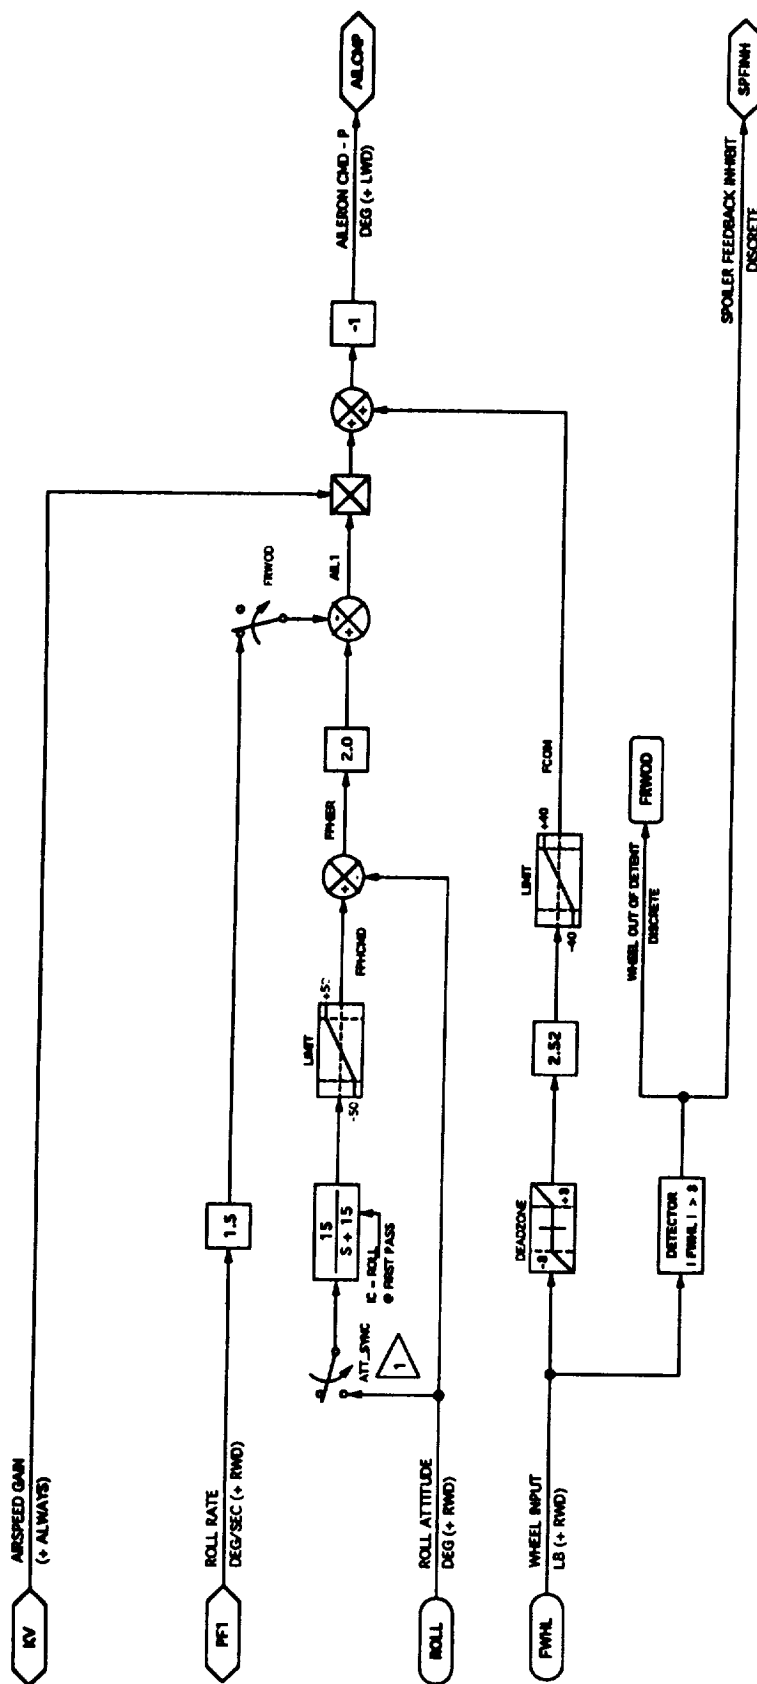 KV
AIRSPEED GAIN
(+ ALWAYS)
PF1
ROLL RATE
DEG/SEC (+ RWD)
1.5
FRWOD
ROLL
ROLL ATTITUDE
DEG (+ RWD)
ATT_SYNC
1
15
S + 15
IC = ROLL
@ FIRST PASS
LIMIT
-50
FPHICMD
+
-
FPHIER
2.0
+
-
AIL1
+
+
-1
AILERON CMD - P
DEG (+ LWD)
AILCMP
FWHL
WHEEL INPUT
LB (+ RWD)
DEADZONE
-8
+8
2.52
LIMIT
-40
+40
FCOM
DETECTOR
| FWHL | > 8
WHEEL OUT OF DETENT
DISCRETE
FRWOD
SPOILER FEEDBACK INHIBIT
DISCRETE
SPFINH